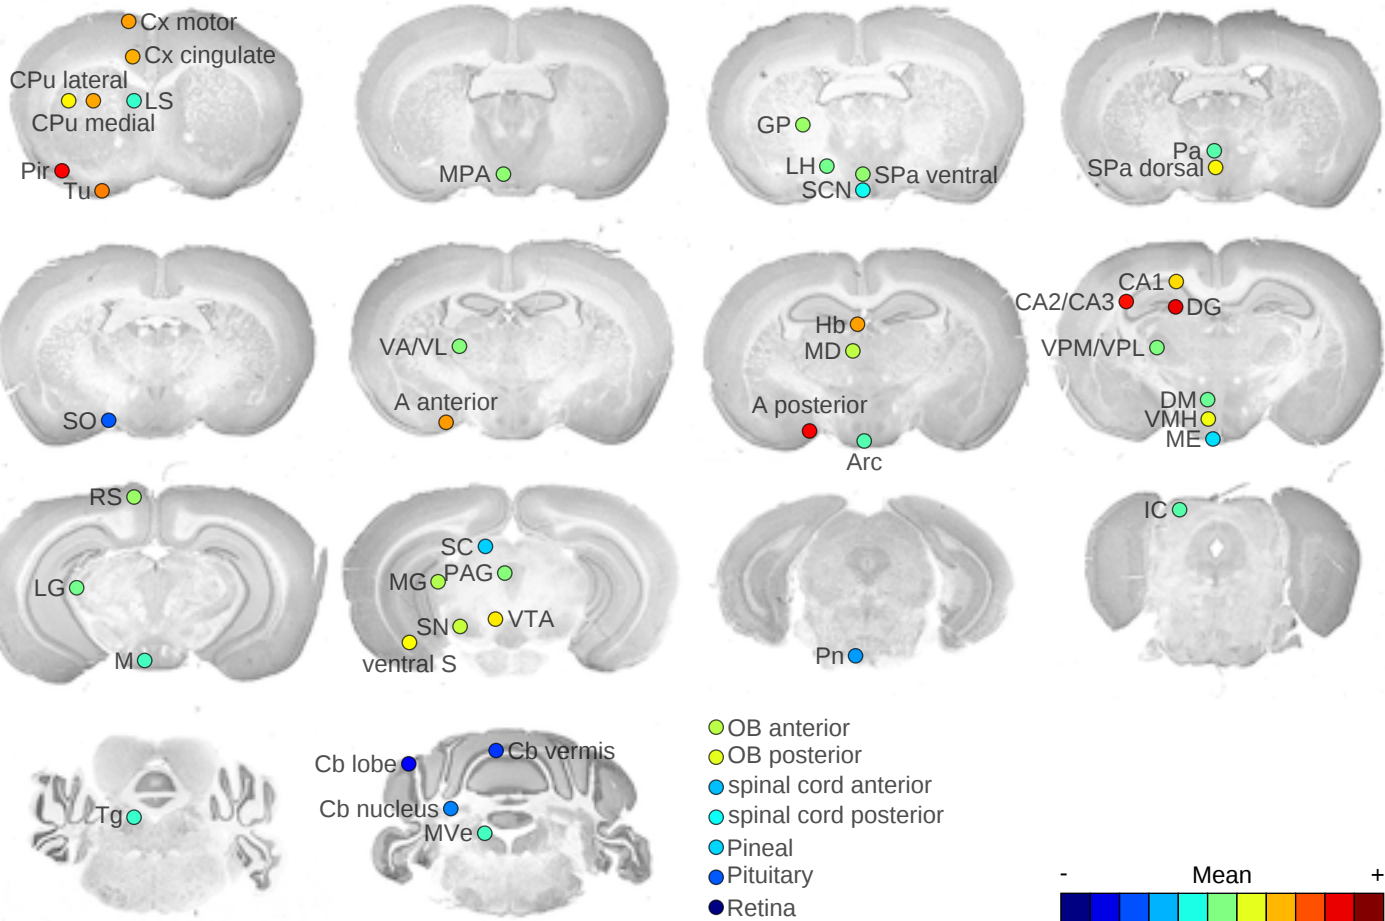 Cx motor
Cx cingulate
CPu lateral
LS
CPu medial
Pir
Tu
MPA
GP
LH
SPa ventral
SCN
Pa
SPa dorsal
SO
VA/VL
A anterior
Hb
MD
A posterior
Arc
CA1
CA2/CA3
DG
VPM/VPL
DM
VMH
ME
RS
LG
M
SC
PAG
MG
SN
VTA
ventral S
Pn
IC
Tg
Cb lobe
Cb vermis
Cb nucleus
MVe
OB anterior
OB posterior
spinal cord anterior
spinal cord posterior
Pineal
Pituitary
Retina
- Mean +